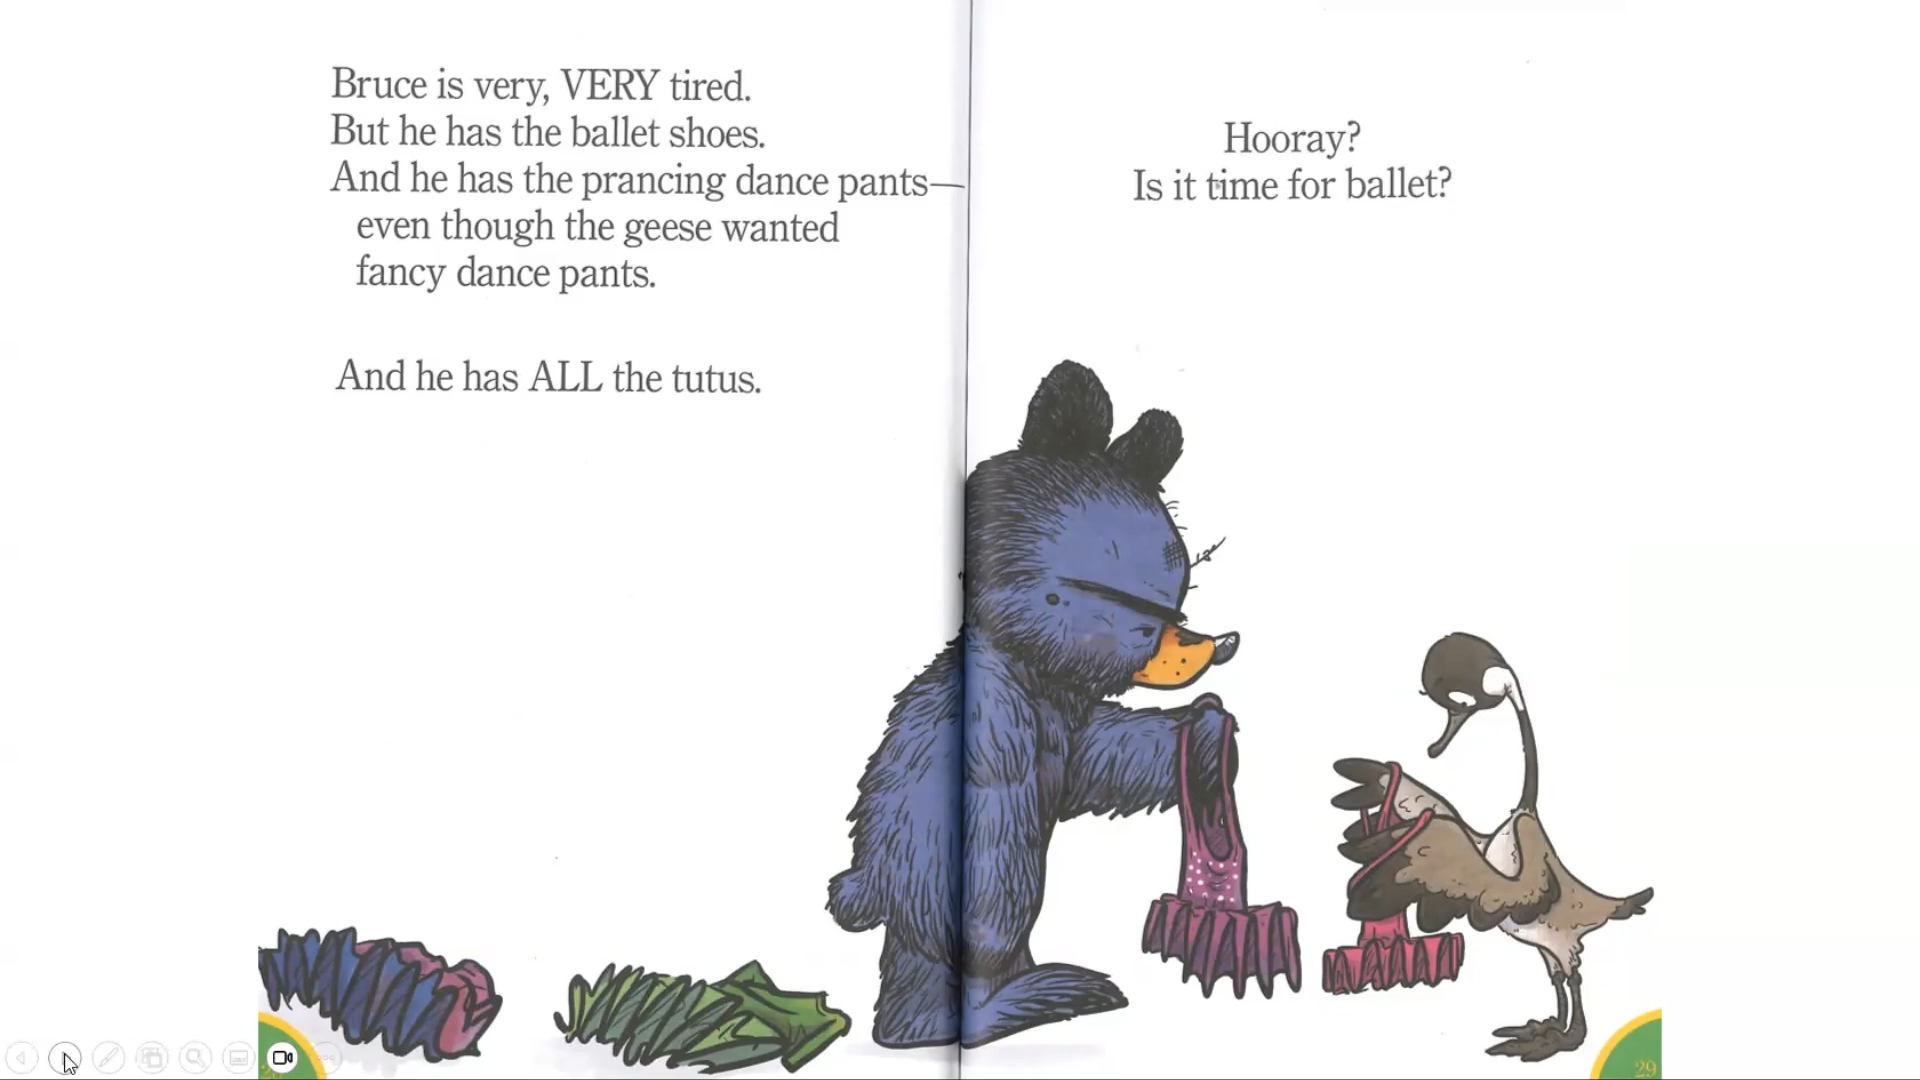 Bruce is very, VERY tired.
But he has the ballet shoes.
And he has the prancing dance pants—
even though the geese wanted
fancy dance pants.
And he has ALL the tutus.
Hooray?
Is it time for ballet?
29